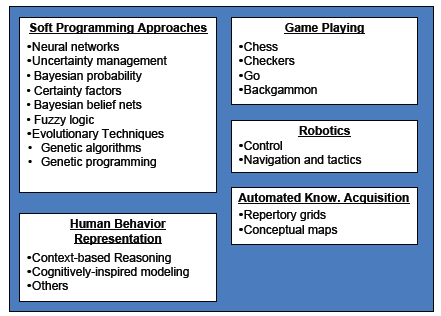 Soft Programming Approaches
•Neural networks
•Uncertainty management
• Bayesian probability
• Certainty factors
• Bayesian belief nets
• Fuzzy logic
•Evolutionary Techniques
• Genetic algorithms
• Genetic programming
Human Behavior
Representation
•Context-based Reasoning
•Cognitively-inspired modeling
•Others
Game Playing
•Chess
•Checkers
•Go
•Backgammon
Robotics
•Control
•Navigation and tactics
Automated Know. Acquisition
•Repertory grids
•Conceptual maps